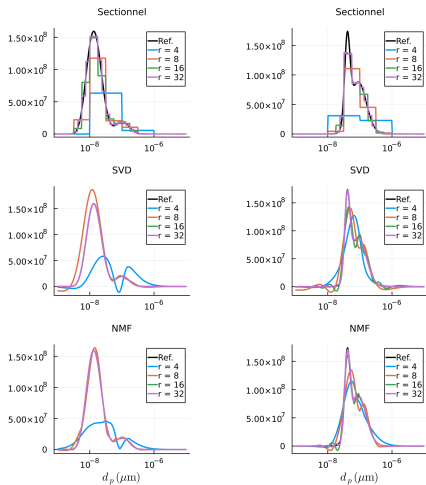 Sectionnel
Sectionnel
1.50×10⁸
1.00×10⁸
5.00×10⁷
0
10⁻⁸
10⁻⁶
Ref.
r = 4
r = 8
r = 16
r = 32
1.50×10⁸
1.00×10⁸
5.00×10⁷
0
10⁻⁸
10⁻⁶
Ref.
r = 4
r = 8
r = 16
r = 32
SVD
SVD
1.50×10⁸
1.00×10⁸
5.00×10⁷
0
10⁻⁸
10⁻⁶
Ref.
r = 4
r = 8
r = 16
r = 32
1.50×10⁸
1.00×10⁸
5.00×10⁷
0
10⁻⁸
10⁻⁶
Ref.
r = 4
r = 8
r = 16
r = 32
NMF
NMF
1.50×10⁸
1.00×10⁸
5.00×10⁷
0
10⁻⁸
10⁻⁶
Ref.
r = 4
r = 8
r = 16
r = 32
d_p (μm)
1.50×10⁸
1.00×10⁸
5.00×10⁷
0
10⁻⁸
10⁻⁶
Ref.
r = 4
r = 8
r = 16
r = 32
d_p (μm)